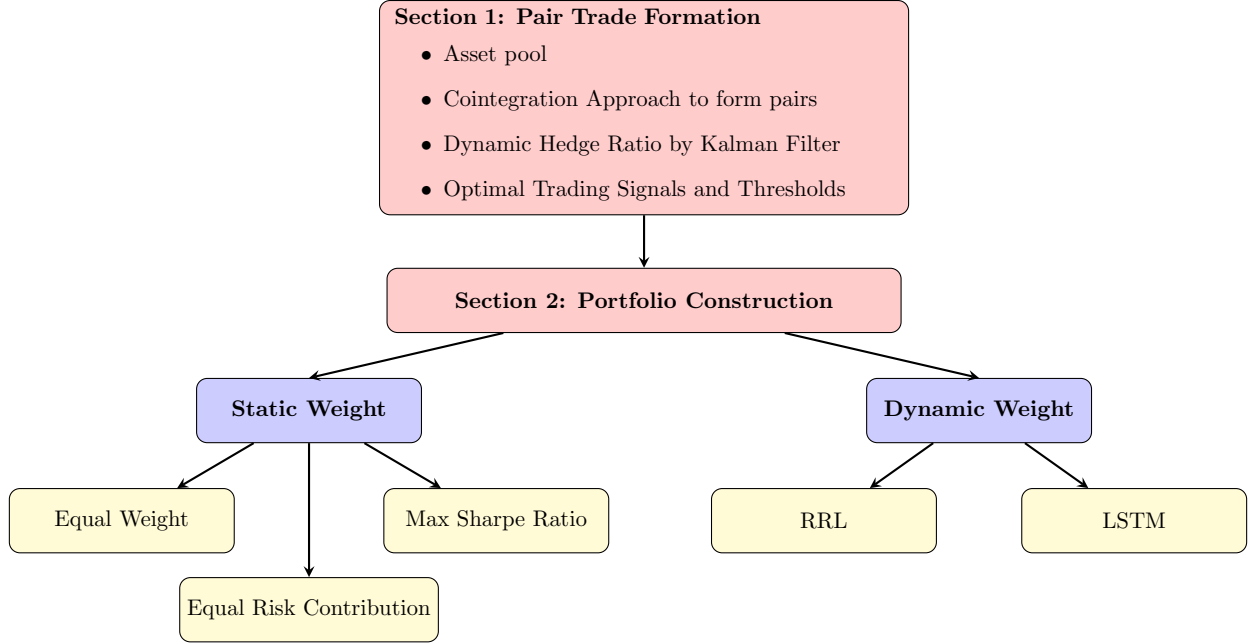 Section 1: Pair Trade Formation
• Asset pool
• Cointegration Approach to form pairs
• Dynamic Hedge Ratio by Kalman Filter
• Optimal Trading Signals and Thresholds
Section 2: Portfolio Construction
Static Weight
Dynamic Weight
Equal Weight
Max Sharpe Ratio
RRL
LSTM
Equal Risk Contribution